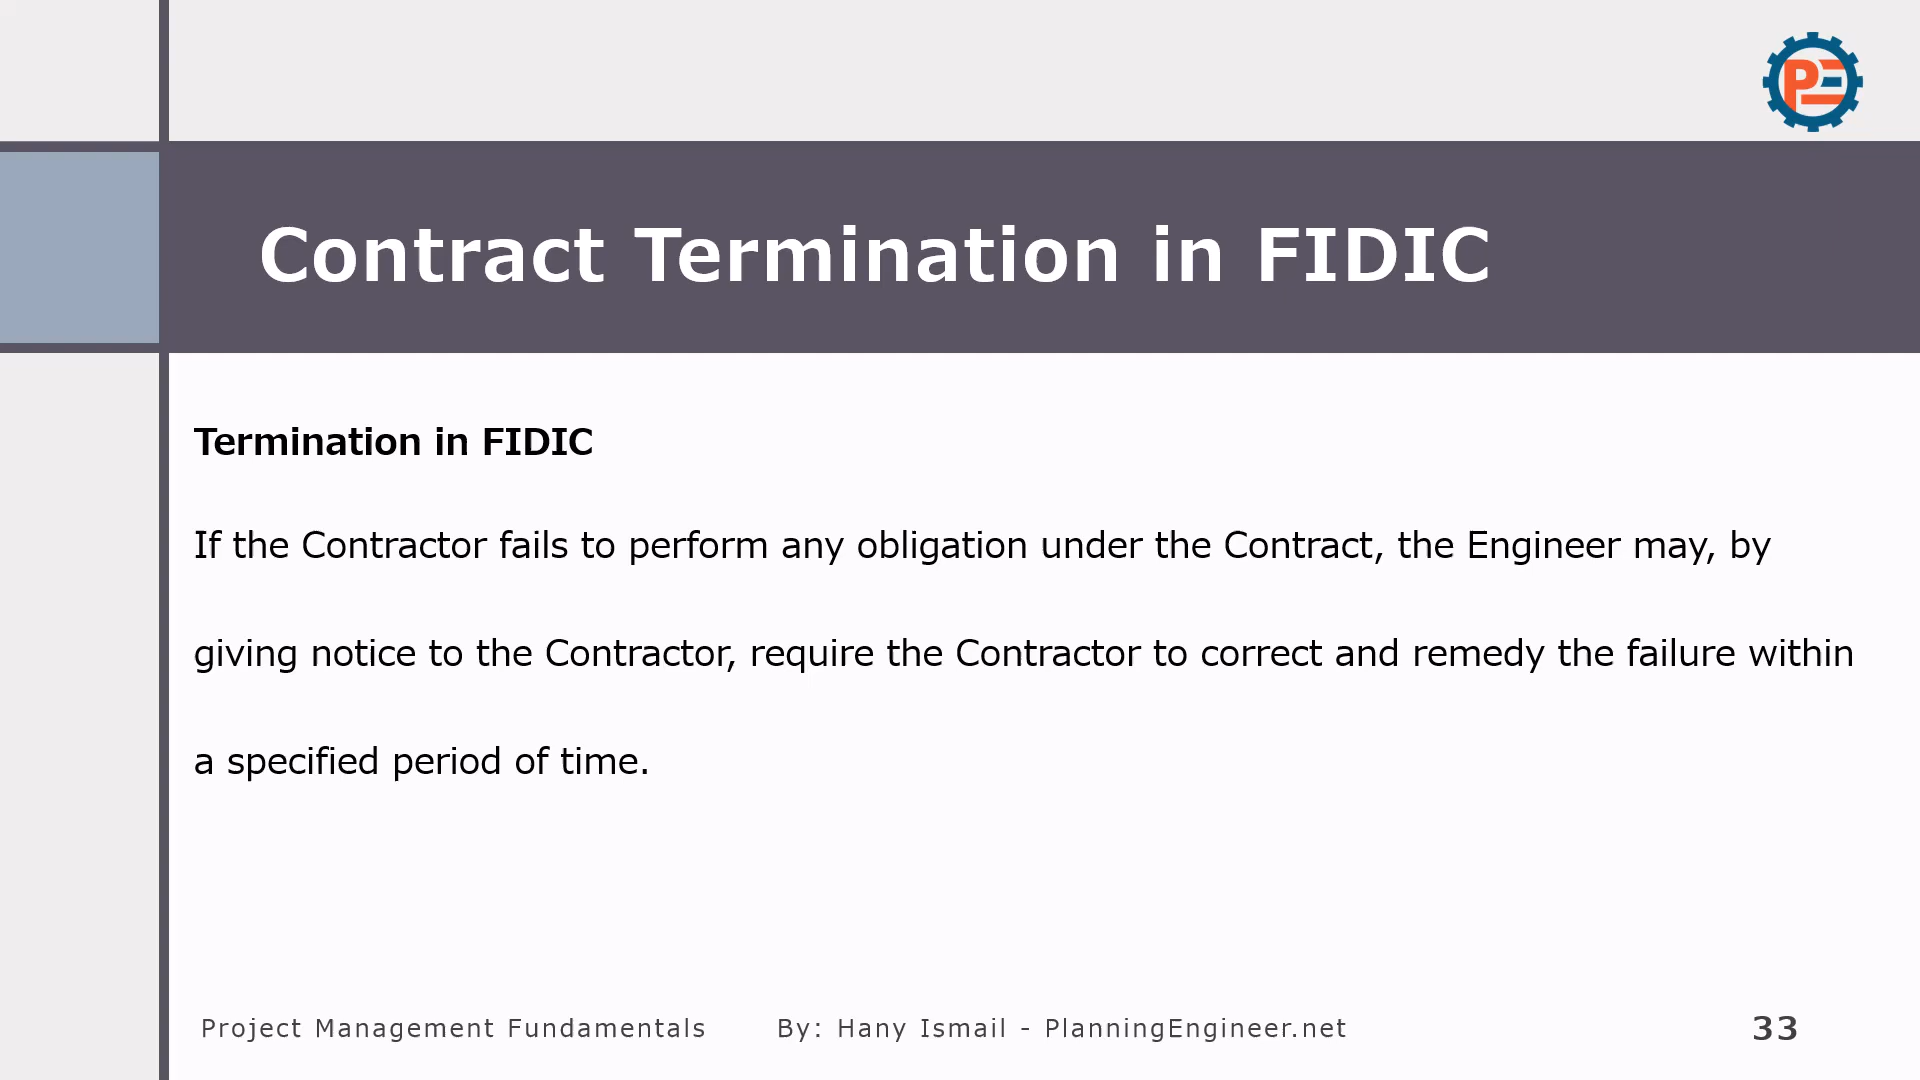 PE
Contract Termination in FIDIC
Termination in FIDIC
If the Contractor fails to perform any obligation under the Contract, the Engineer may, by
giving notice to the Contractor, require the Contractor to correct and remedy the failure within
a specified period of time.
Project Management Fundamentals By: Hany Ismail - PlanningEngineer.net 33